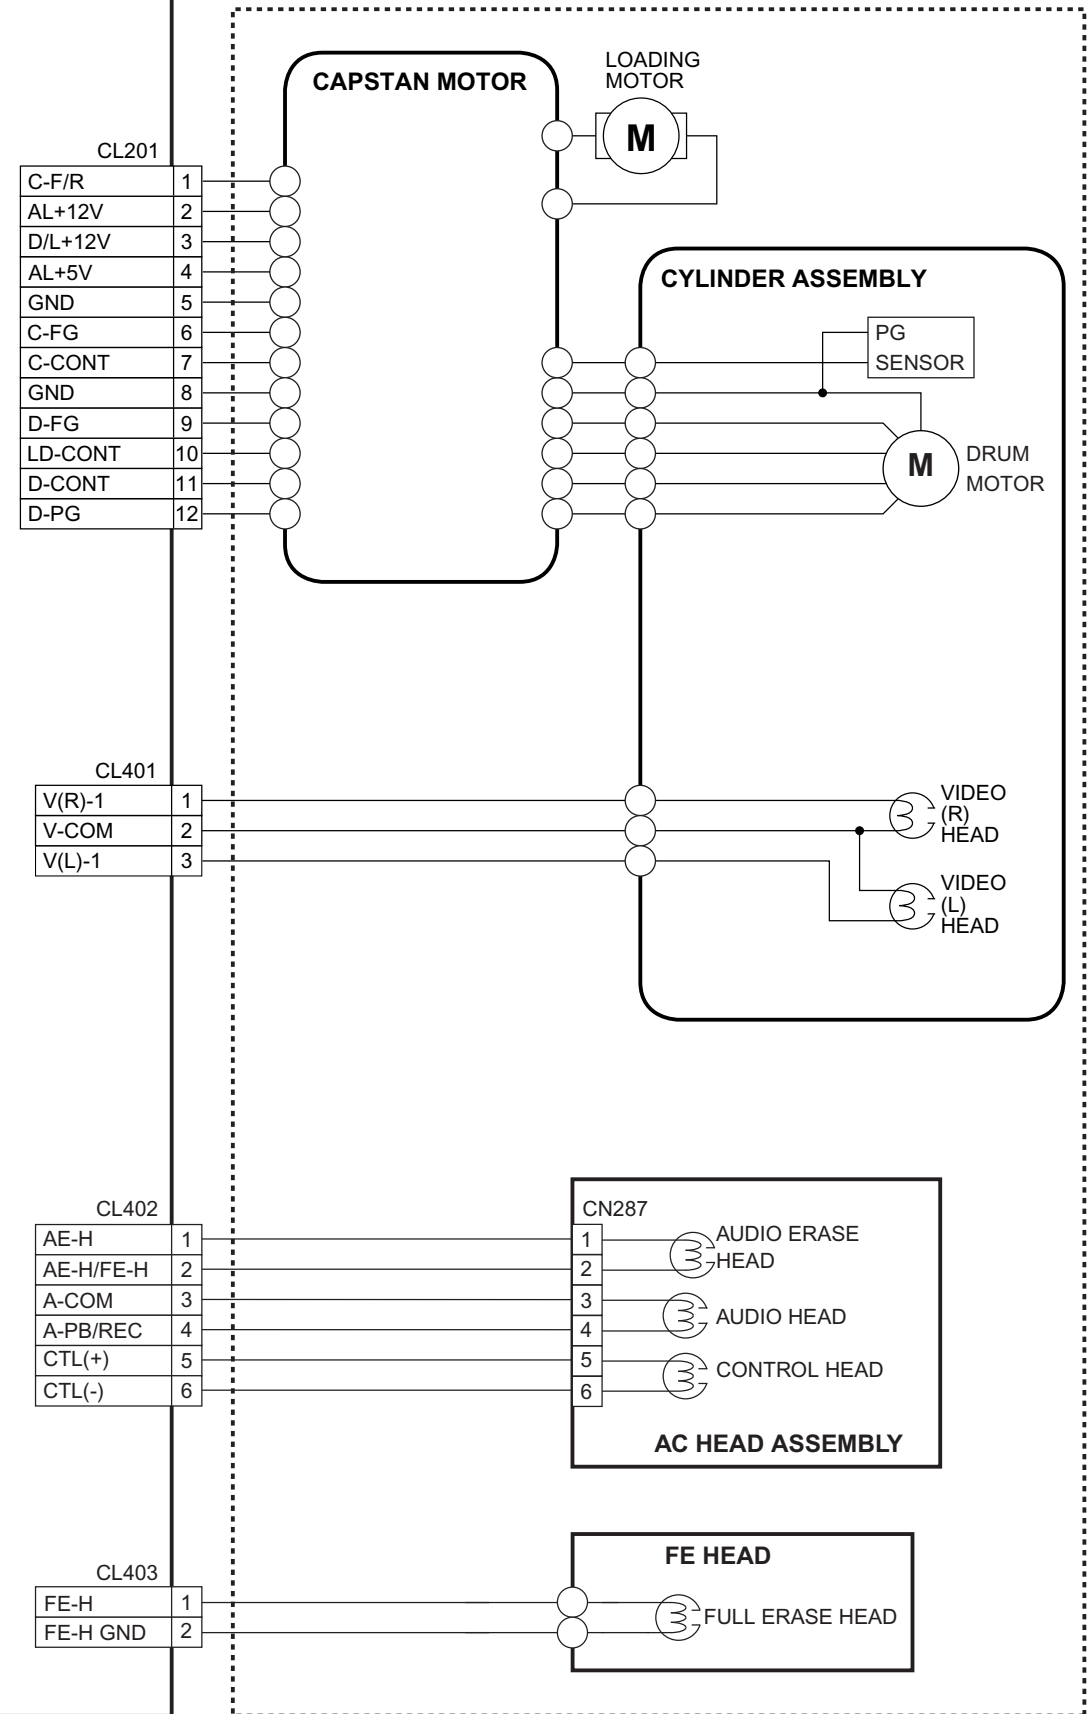 CAPSTAN MOTOR
LOADING
MOTOR
M
CL201
C-F/R 1
AL+12V 2
D/L+12V 3
AL+5V 4
GND 5
C-FG 6
C-CONT 7
GND 8
D-FG 9
LD-CONT 10
D-CONT 11
D-PG 12
CYLINDER ASSEMBLY
PG
SENSOR
M
DRUM
MOTOR
CL401
V(R)-1 1
V-COM 2
V(L)-1 3
VIDEO
(R)
HEAD
VIDEO
(L)
HEAD
CL402
AE-H 1
AE-H/FE-H 2
A-COM 3
A-PB/REC 4
CTL(+) 5
CTL(-) 6
CN287
1
2
3
4
5
6
AUDIO ERASE
HEAD
AUDIO HEAD
CONTROL HEAD
AC HEAD ASSEMBLY
CL403
FE-H 1
FE-H GND 2
FE HEAD
FULL ERASE HEAD